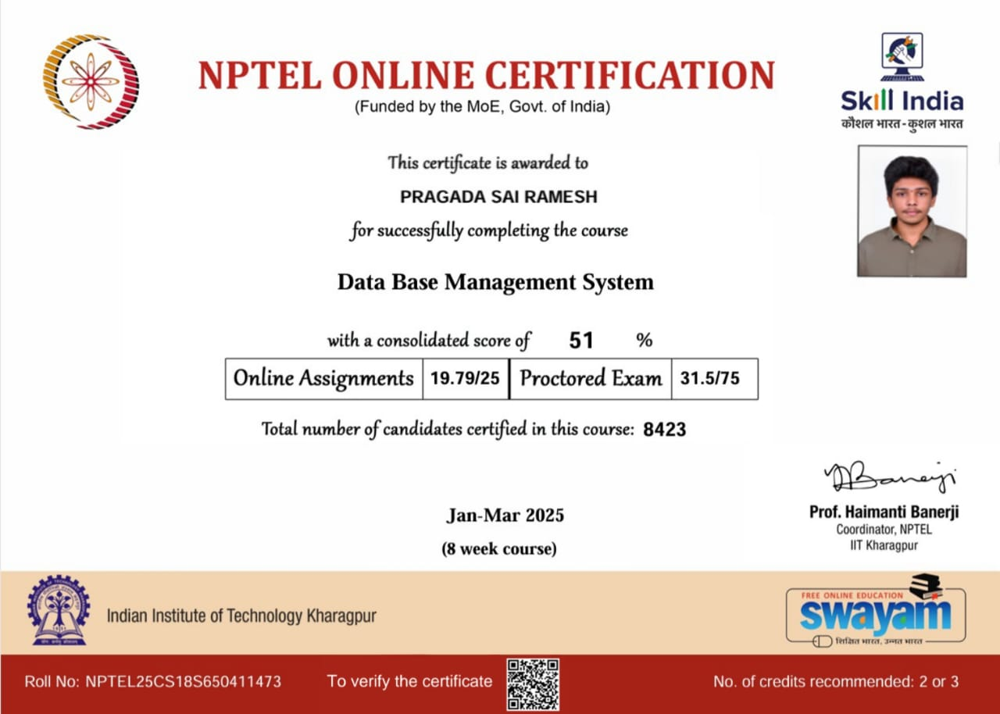 NPTEL ONLINE CERTIFICATION
(Funded by the MoE, Govt. of India)
Skill India
कौशल भारत - कुशल भारत
This certificate is awarded to
PRAGADA SAI RAMESH
for successfully completing the course
Data Base Management System
with a consolidated score of 51 %
Online Assignments 19.79/25 Proctored Exam 31.5/75
Total number of candidates certified in this course: 8423
Jan-Mar 2025
(8 week course)
Prof. Haimanti Banerji
Coordinator, NPTEL
IIT Kharagpur
Indian Institute of Technology Kharagpur
FREE ONLINE EDUCATION
swayam
शिक्षित भारत, उन्नत भारत
Roll No: NPTEL25CS18S650411473
To verify the certificate
No. of credits recommended: 2 or 3